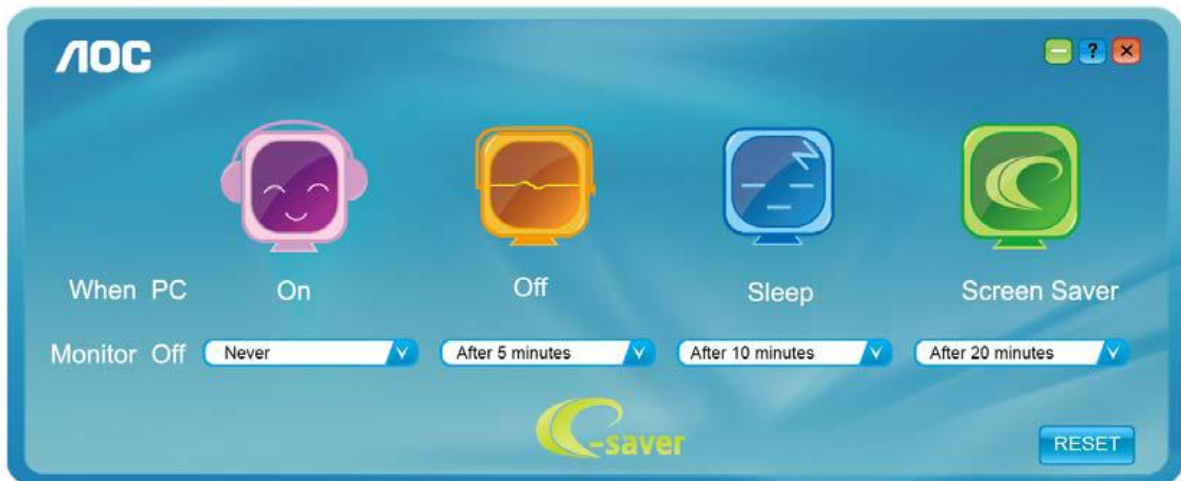 AOC
?
When PC On Off Sleep Screen Saver
Monitor Off Never After 5 minutes After 10 minutes After 20 minutes
e-saver
RESET